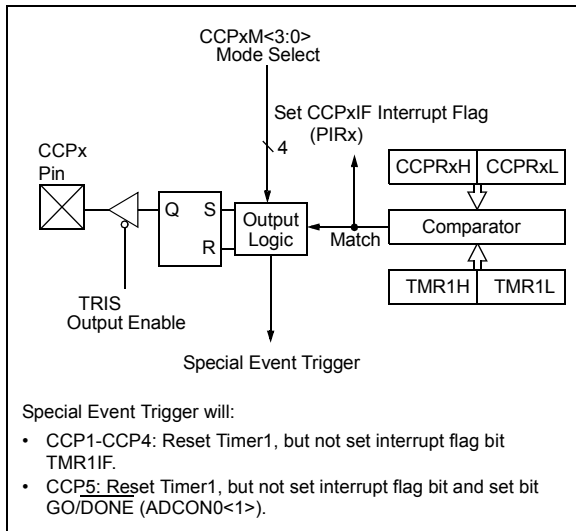 CCPxM<3:0>
Mode Select
Set CCPxIF Interrupt Flag
(PIRx)
4
CCPx
Pin
CCPRxH CCPRxL
Q S
R
Output
Logic
Match
Comparator
TRIS
Output Enable
TMR1H TMR1L
Special Event Trigger
Special Event Trigger will:
• CCP1-CCP4: Reset Timer1, but not set interrupt flag bit
TMR1IF.
• CCP5: Reset Timer1, but not set interrupt flag bit and set bit
GO/DONE (ADCON0<1>).